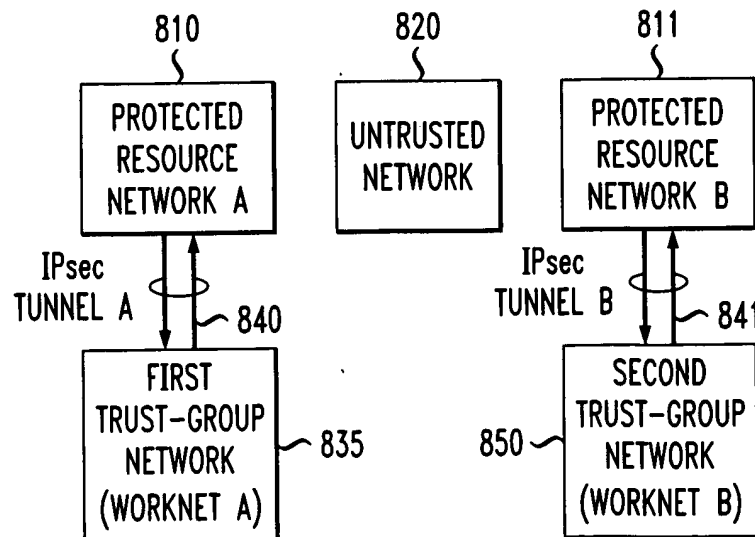 810
820
811
PROTECTED
RESOURCE
NETWORK A
UNTRUSTED
NETWORK
PROTECTED
RESOURCE
NETWORK B
IPsec
TUNNEL A
840
IPsec
TUNNEL B
841
FIRST
TRUST-GROUP
NETWORK
(WORKNET A)
835
850
SECOND
TRUST-GROUP
NETWORK
(WORKNET B)